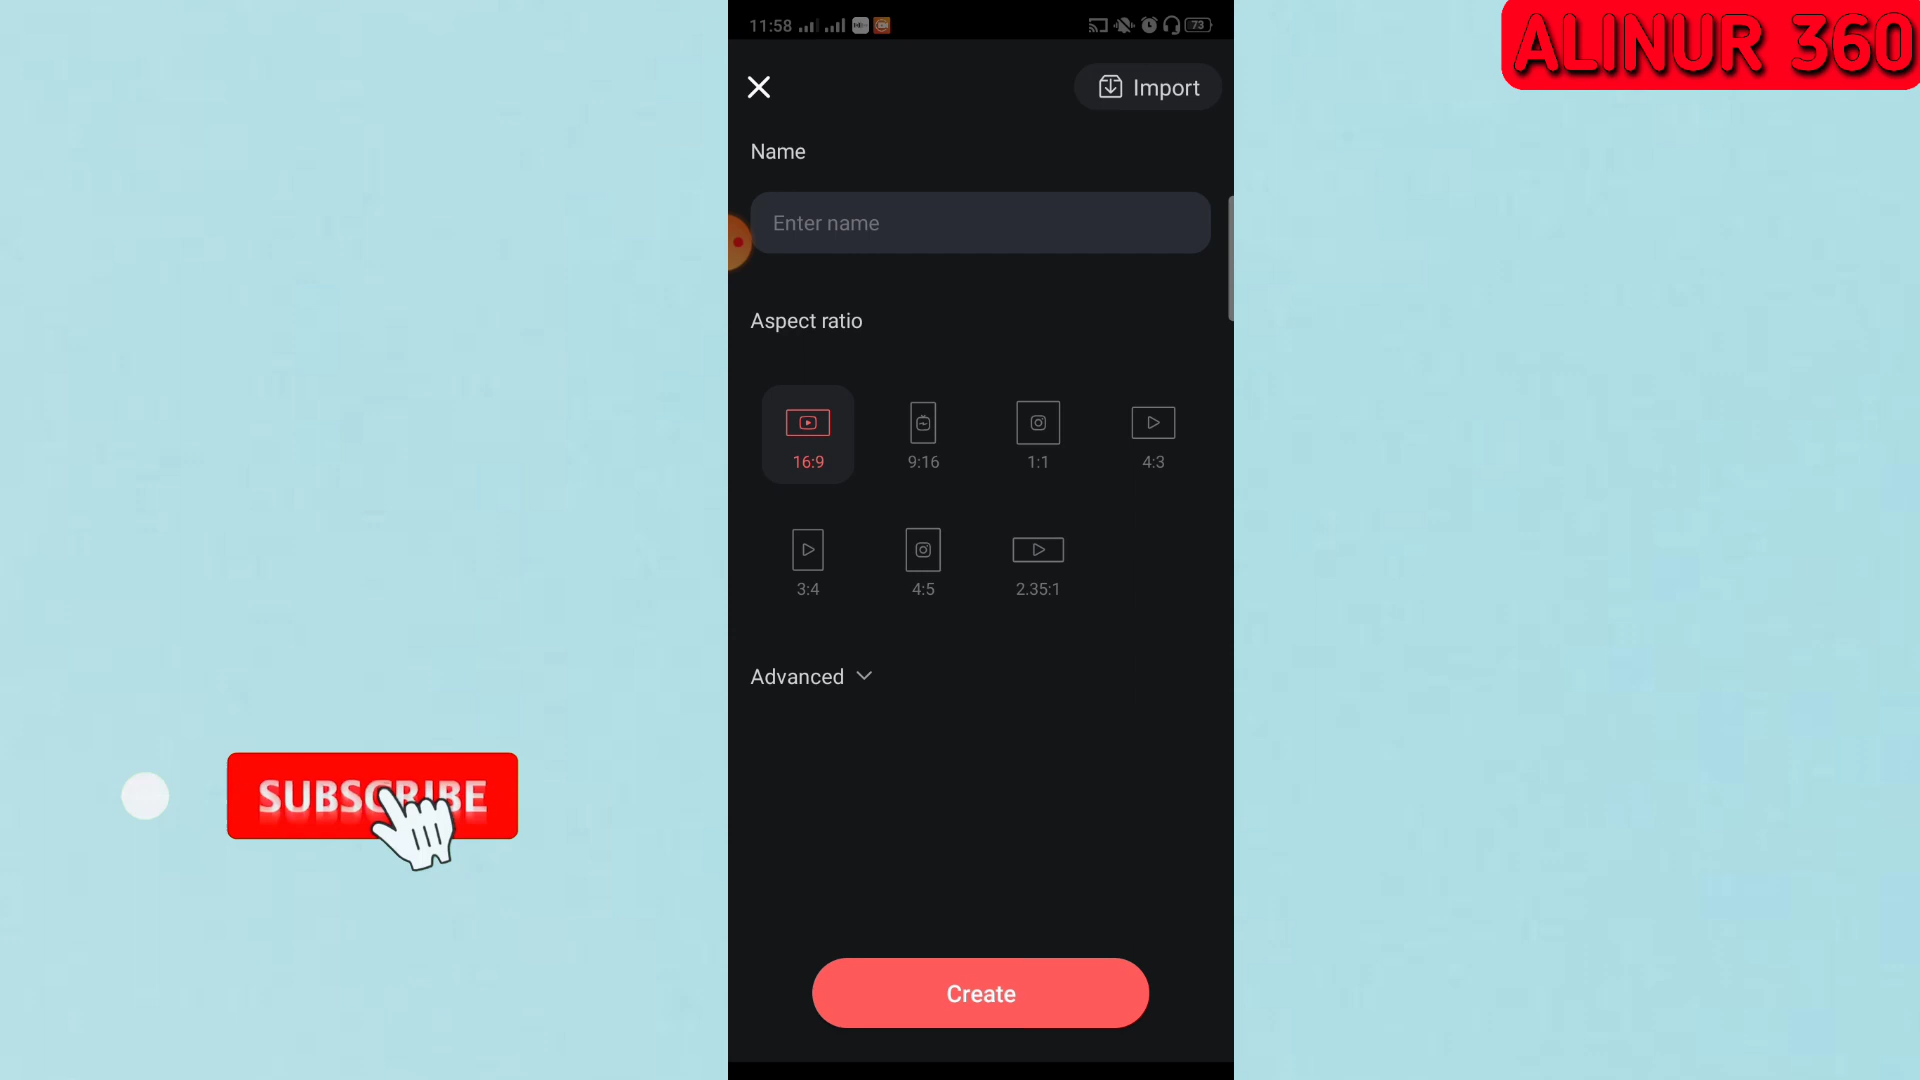 11:58
73
ALINUR 360
Import
Name
Enter name
Aspect ratio
16:9
9:16
1:1
4:3
3:4
4:5
2.35:1
Advanced
SUBSCRIBE
Create